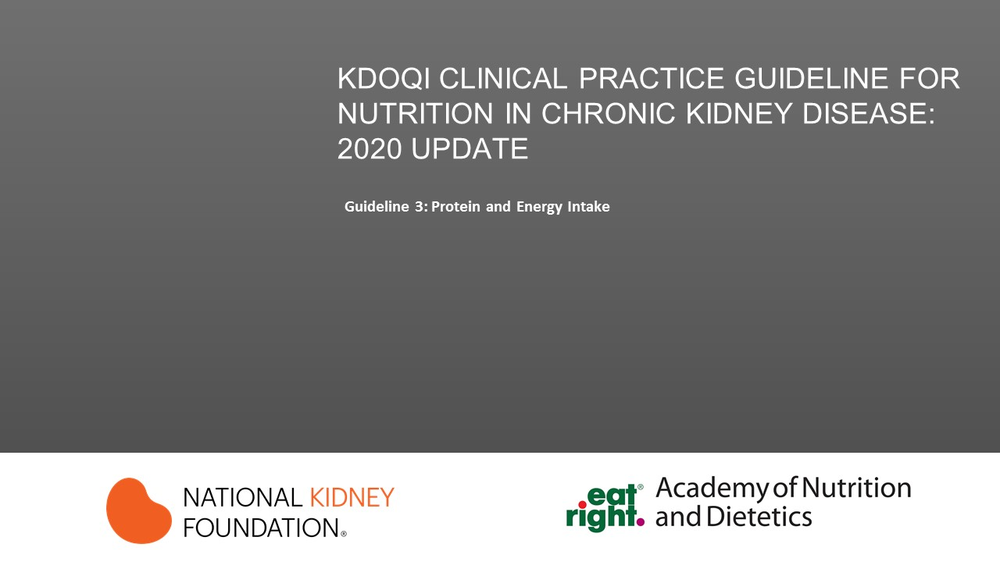 KDOQI CLINICAL PRACTICE GUIDELINE FOR
NUTRITION IN CHRONIC KIDNEY DISEASE:
2020 UPDATE
Guideline 3: Protein and Energy Intake
NATIONAL KIDNEY
FOUNDATION®
eat®
right.
Academy of Nutrition
and Dietetics